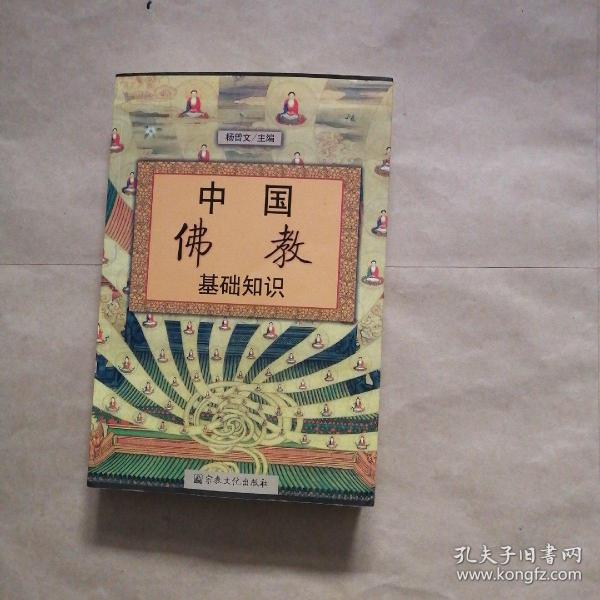 杨曾文/主编
中国
佛教
基础知识
宗教文化出版社
孔夫子旧書网
www.kongfz.com